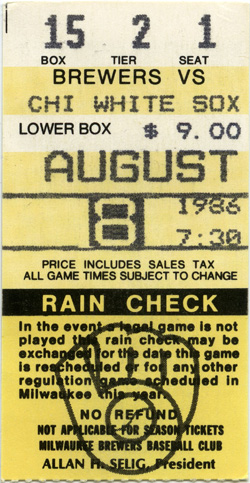 15 2 1
BOX TIER SEAT
BREWERS VS
CHI WHITE SOX
LOWER BOX $ 9.00
AUGUST
8 1986
7:30
PRICE INCLUDES SALES TAX
ALL GAME TIMES SUBJECT TO CHANGE
RAIN CHECK
In the event a legal game is not
played this rain check may be
exchanged for the day this game
is rescheduled or for any other
regulation game scheduled in
Milwaukee this year.
NO REFUND
NOT APPLICABLE FOR SEASON TICKETS
MILWAUKEE BREWERS BASEBALL CLUB
ALLAN H. SELIG, President